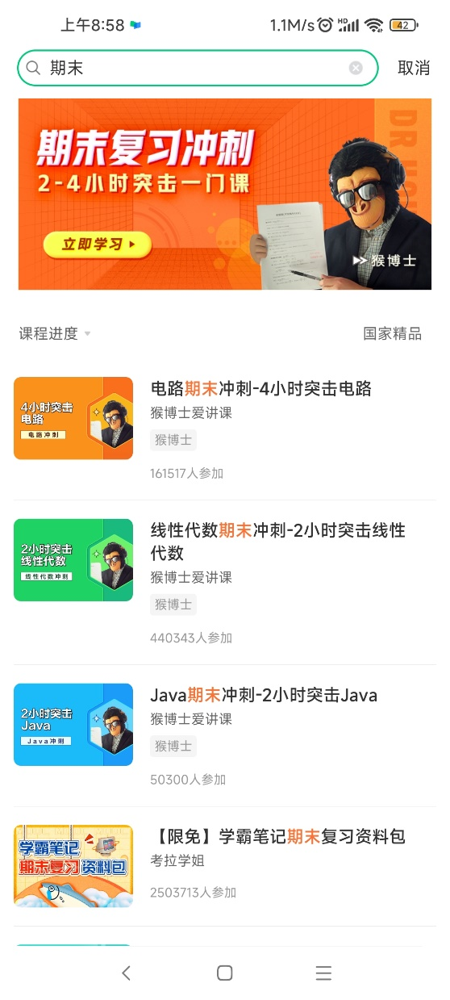 上午8:58
1.1M/s
HD
42
期末
取消
期末复习冲刺
2-4小时突击一门课
立即学习
猴博士
课程进度
国家精品
4小时突击
电路
电路冲刺
电路期末冲刺-4小时突击电路
猴博士爱讲课
猴博士
161517人参加
2小时突击
线性代数
线性代数冲刺
线性代数期末冲刺-2小时突击线性
代数
猴博士爱讲课
猴博士
440343人参加
2小时突击
Java
Java冲刺
Java期末冲刺-2小时突击Java
猴博士爱讲课
猴博士
50300人参加
学霸笔记
期末复习资料包
【限免】学霸笔记期末复习资料包
考拉学姐
2503713人参加